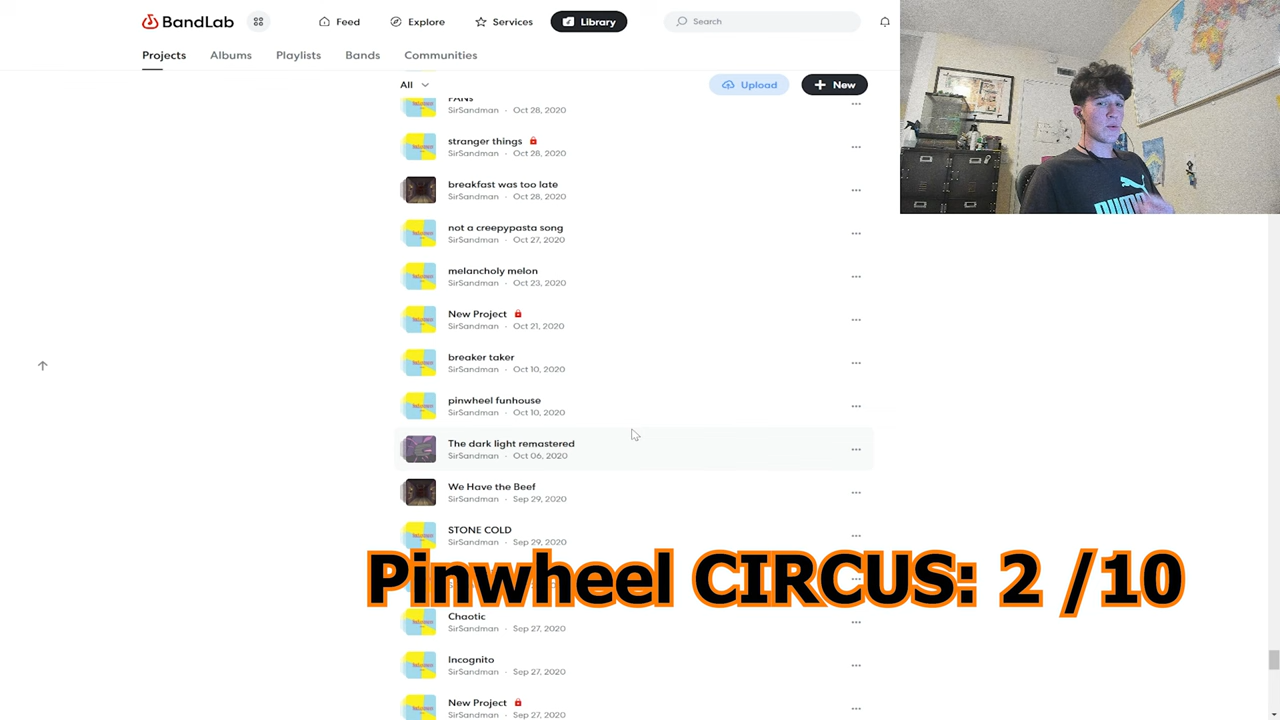 BandLab
Feed
Explore
Services
Library
Search
Projects
Albums
Playlists
Bands
Communities
All
Upload
New
FANs
SirSandman · Oct 28, 2020
stranger things
SirSandman · Oct 28, 2020
breakfast was too late
SirSandman · Oct 28, 2020
not a creepypasta song
SirSandman · Oct 27, 2020
melancholy melon
SirSandman · Oct 23, 2020
New Project
SirSandman · Oct 21, 2020
breaker taker
SirSandman · Oct 10, 2020
pinwheel funhouse
SirSandman · Oct 10, 2020
The dark light remastered
SirSandman · Oct 06, 2020
We Have the Beef
SirSandman · Sep 29, 2020
STONE COLD
SirSandman · Sep 29, 2020
Pinwheel CIRCUS: 2 /10
Chaotic
SirSandman · Sep 27, 2020
Incognito
SirSandman · Sep 27, 2020
New Project
SirSandman · Sep 27, 2020
PUMA